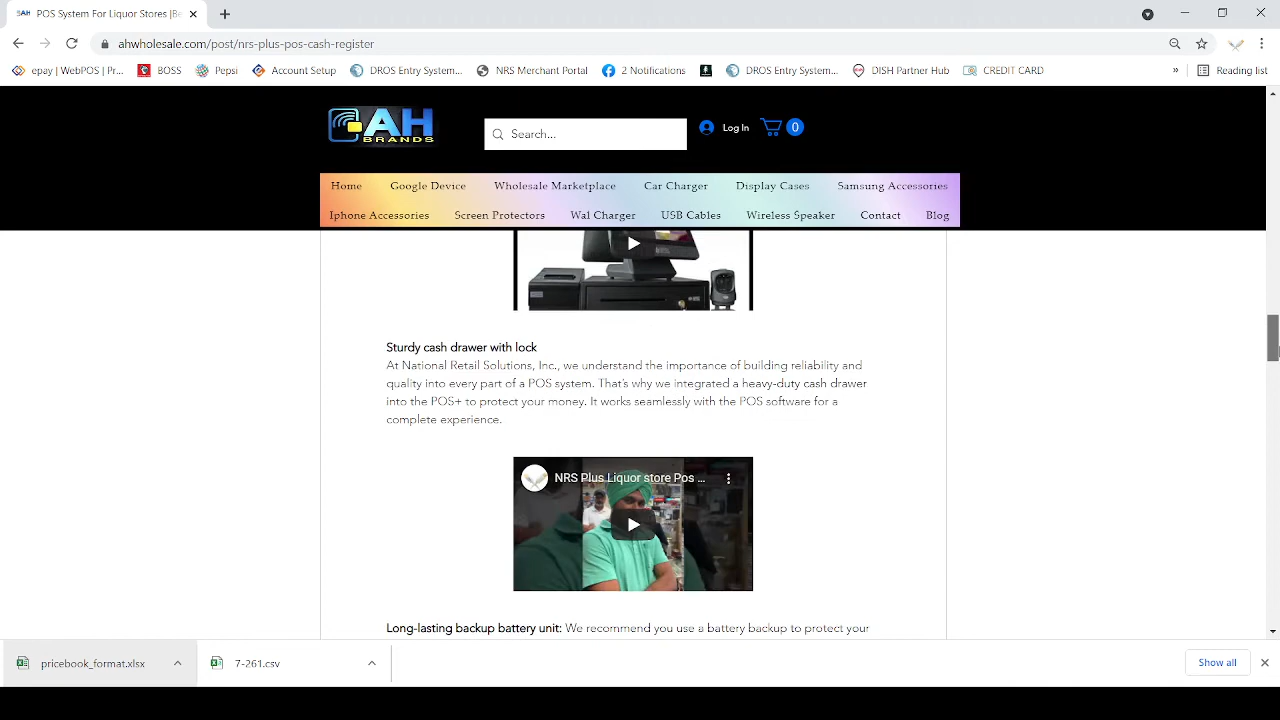 POS System For Liquor Stores |Be
ahwholesale.com/post/nrs-plus-pos-cash-register
epay | WebPOS | Pr... BOSS Pepsi Account Setup DROS Entry System... NRS Merchant Portal 2 Notifications DROS Entry System... DISH Partner Hub CREDIT CARD » Reading list
AH
BRANDS
Search...
Log In 0
Home Google Device Wholesale Marketplace Car Charger Display Cases Samsung Accessories
Iphone Accessories Screen Protectors Wal Charger USB Cables Wireless Speaker Contact Blog
Sturdy cash drawer with lock
At National Retail Solutions, Inc., we understand the importance of building reliability and
quality into every part of a POS system. That's why we integrated a heavy-duty cash drawer
into the POS+ to protect your money. It works seamlessly with the POS software for a
complete experience.
NRS Plus Liquor store Pos ...
Long-lasting backup battery unit: We recommend you use a battery backup to protect your
pricebook_format.xlsx 7-261.csv Show all